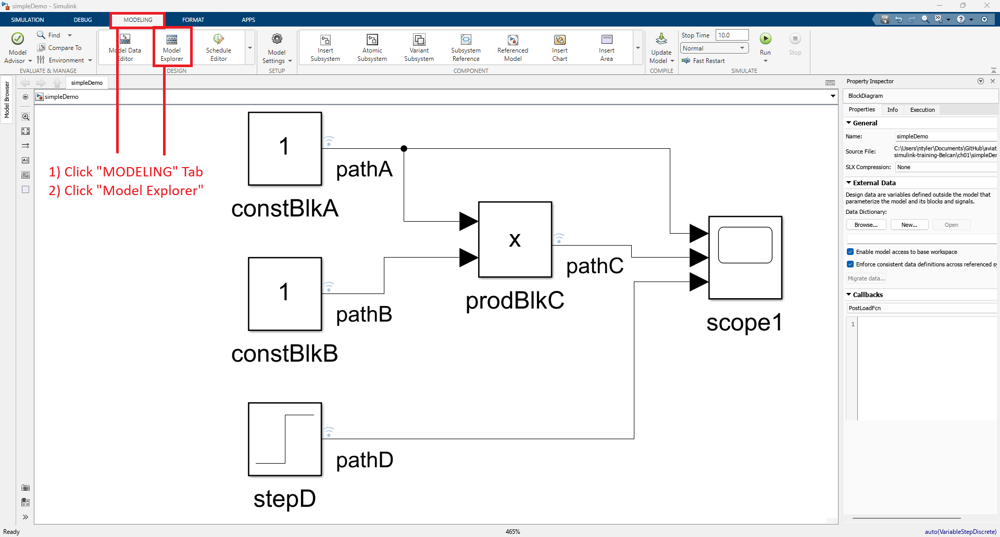 simpleDemo - Simulink
SIMULATION
DEBUG
MODELING
FORMAT
APPS
Model
Advisor
Find
Compare To
Environment
EVALUATE & MANAGE
Model Data
Editor
Model
Explorer
Schedule
Editor
DESIGN
Model
Settings
SETUP
Insert
Subsystem
Atomic
Subsystem
Variant
Subsystem
Subsystem
Reference
Referenced
Model
Insert
Chart
Insert
Area
COMPONENT
Update
Model
COMPILE
Stop Time 10.0
Normal
Fast Restart
Run
Stop
SIMULATE
Model Browser
simpleDemo
simpleDemo
1) Click "MODELING" Tab
2) Click "Model Explorer"
1
pathA
constBlkA
1
pathB
constBlkB
x
pathC
prodBlkC
scope1
pathD
stepD
Property Inspector
BlockDiagram
Properties
Info
Execution
General
Name: simpleDemo
Source File: C:\Users\ntyler\Documents\GitHub\aviat
simulink-training-Belcan\ch01\simpleDer
SLX Compression: None
External Data
Design data are variables defined outside the model that
parameterize the model and its blocks and signals.
Data Dictionary:
Browse...
New...
Open
Enable model access to base workspace
Enforce consistent data definitions across referenced sy
Migrate data...
Callbacks
PostLoadFcn
1
Ready
465%
auto(VariableStepDiscrete)